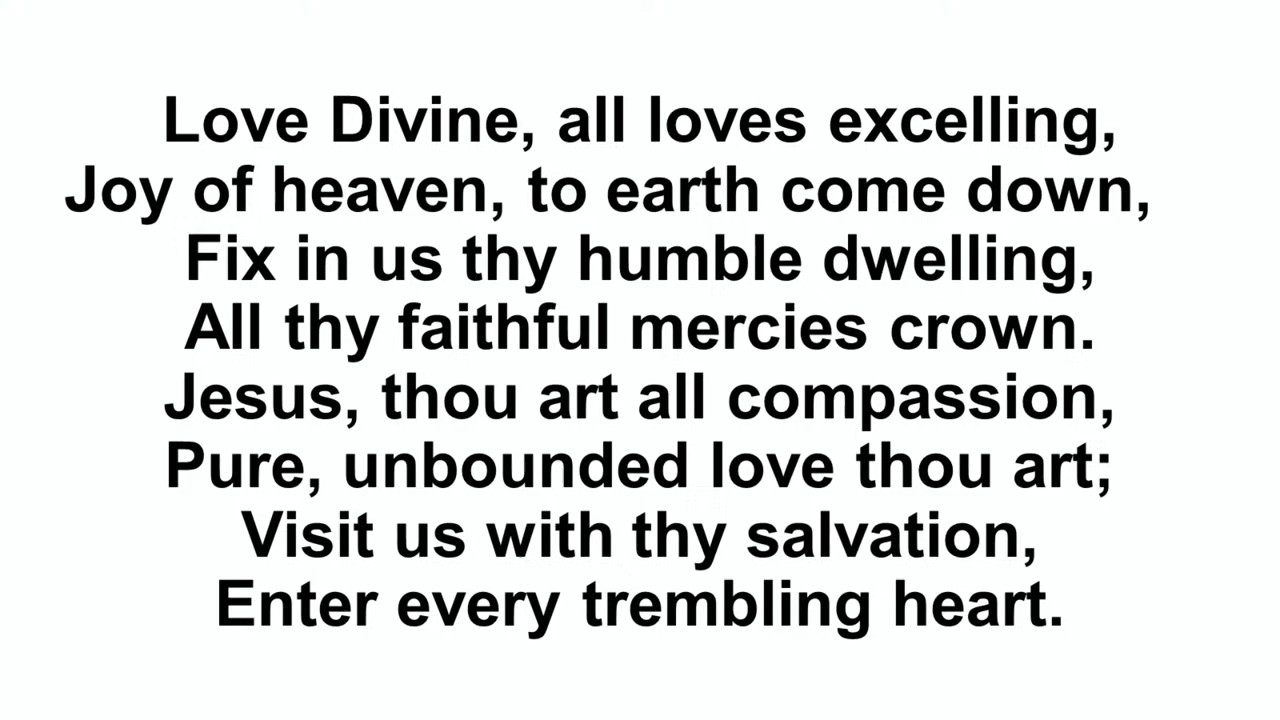 Love Divine, all loves excelling,
Joy of heaven, to earth come down,
Fix in us thy humble dwelling,
All thy faithful mercies crown.
Jesus, thou art all compassion,
Pure, unbounded love thou art;
Visit us with thy salvation,
Enter every trembling heart.